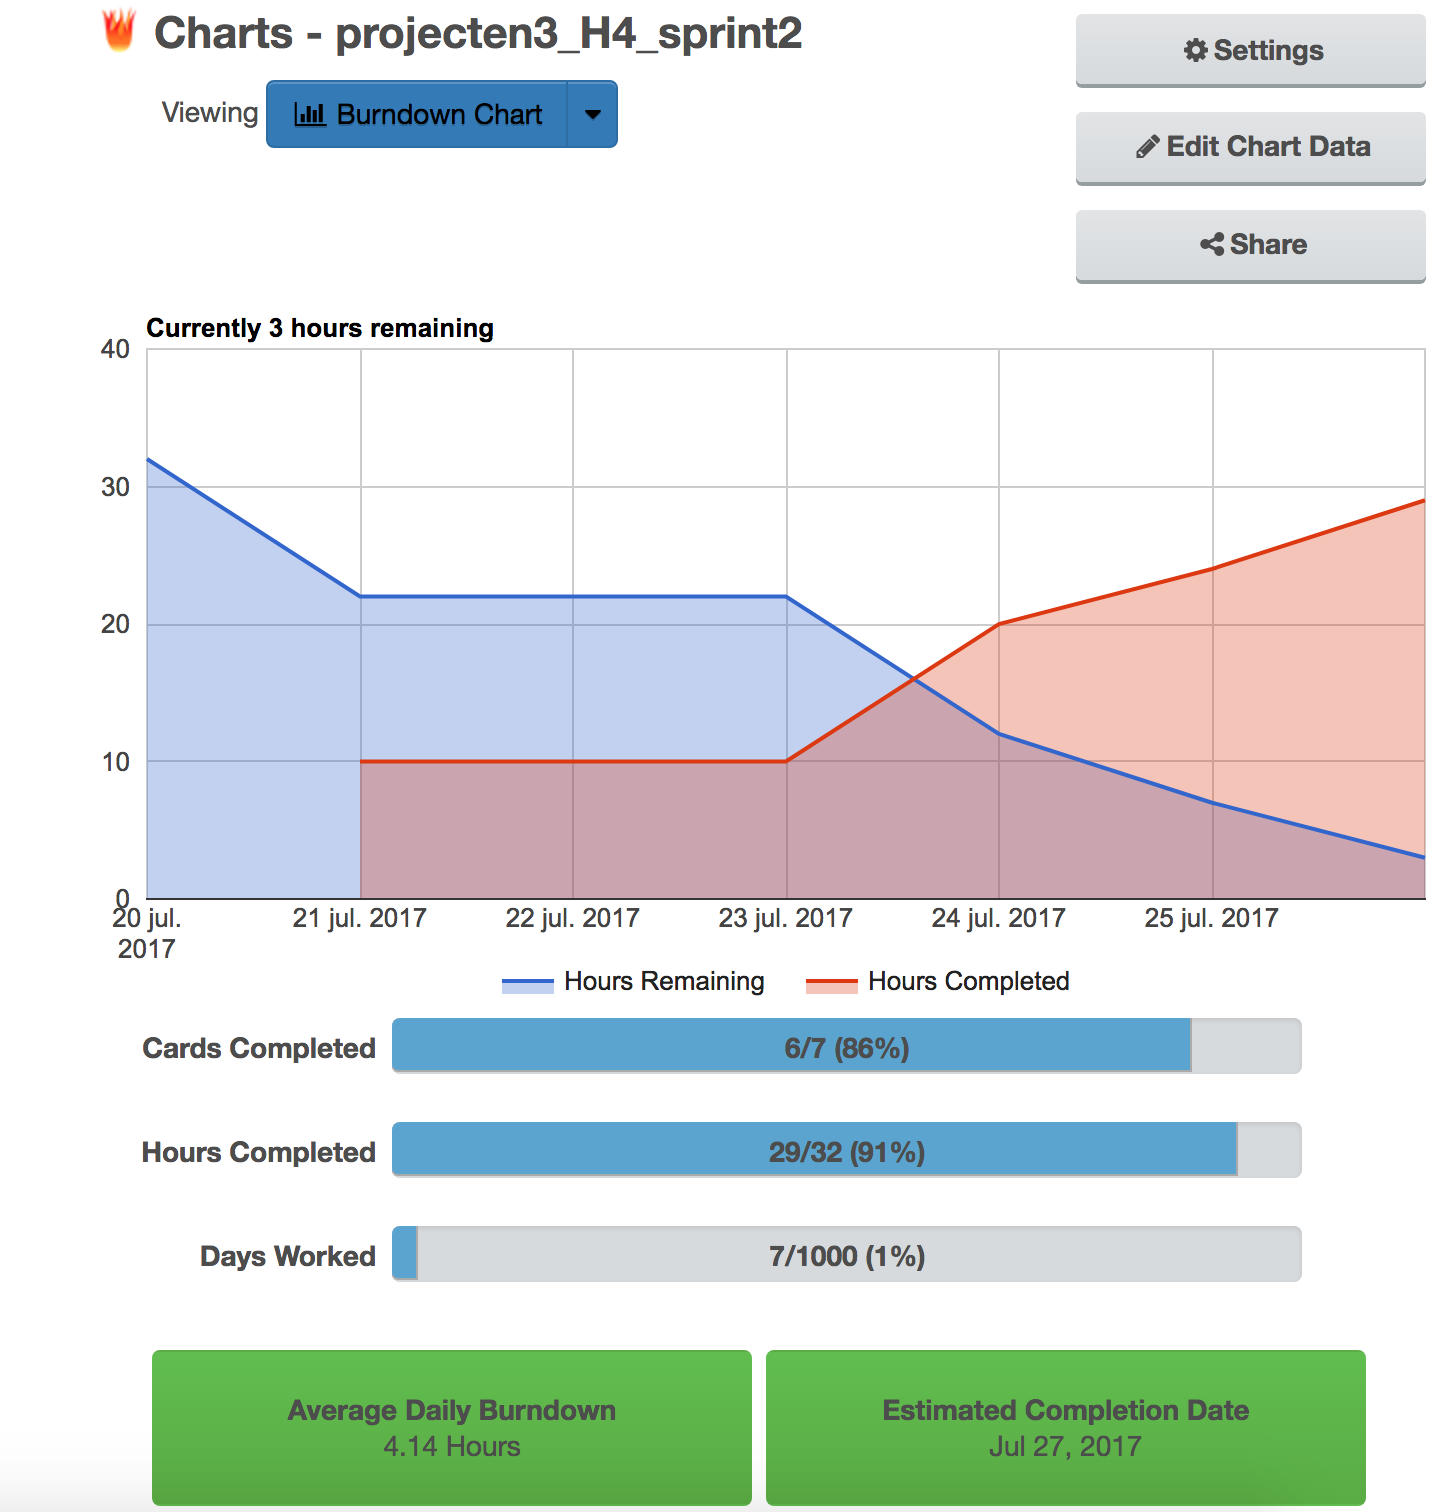 Charts - projecten3_H4_sprint2
Settings
Viewing Burndown Chart
Edit Chart Data
Share
Currently 3 hours remaining
40
30
20
10
0
20 jul.
2017
21 jul. 2017
22 jul. 2017
23 jul. 2017
24 jul. 2017
25 jul. 2017
Hours Remaining
Hours Completed
Cards Completed
6/7 (86%)
Hours Completed
29/32 (91%)
Days Worked
7/1000 (1%)
Average Daily Burndown
4.14 Hours
Estimated Completion Date
Jul 27, 2017